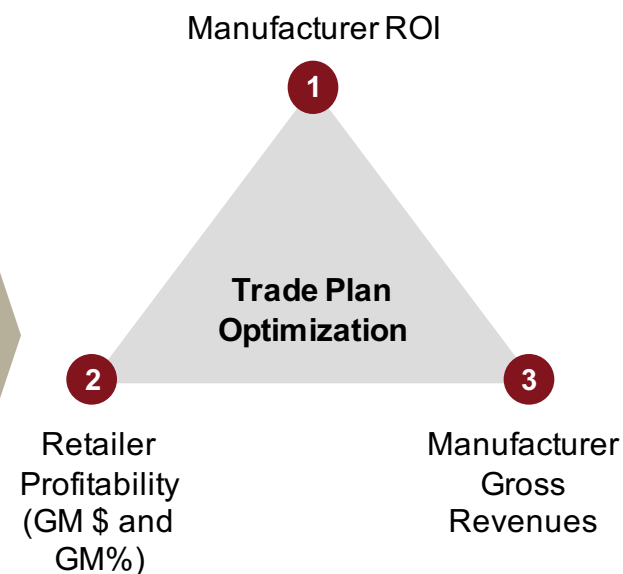 Manufacturer ROI
1
Trade Plan
Optimization
2
3
Retailer
Profitability
(GM $ and
GM%)
Manufacturer
Gross
Revenues